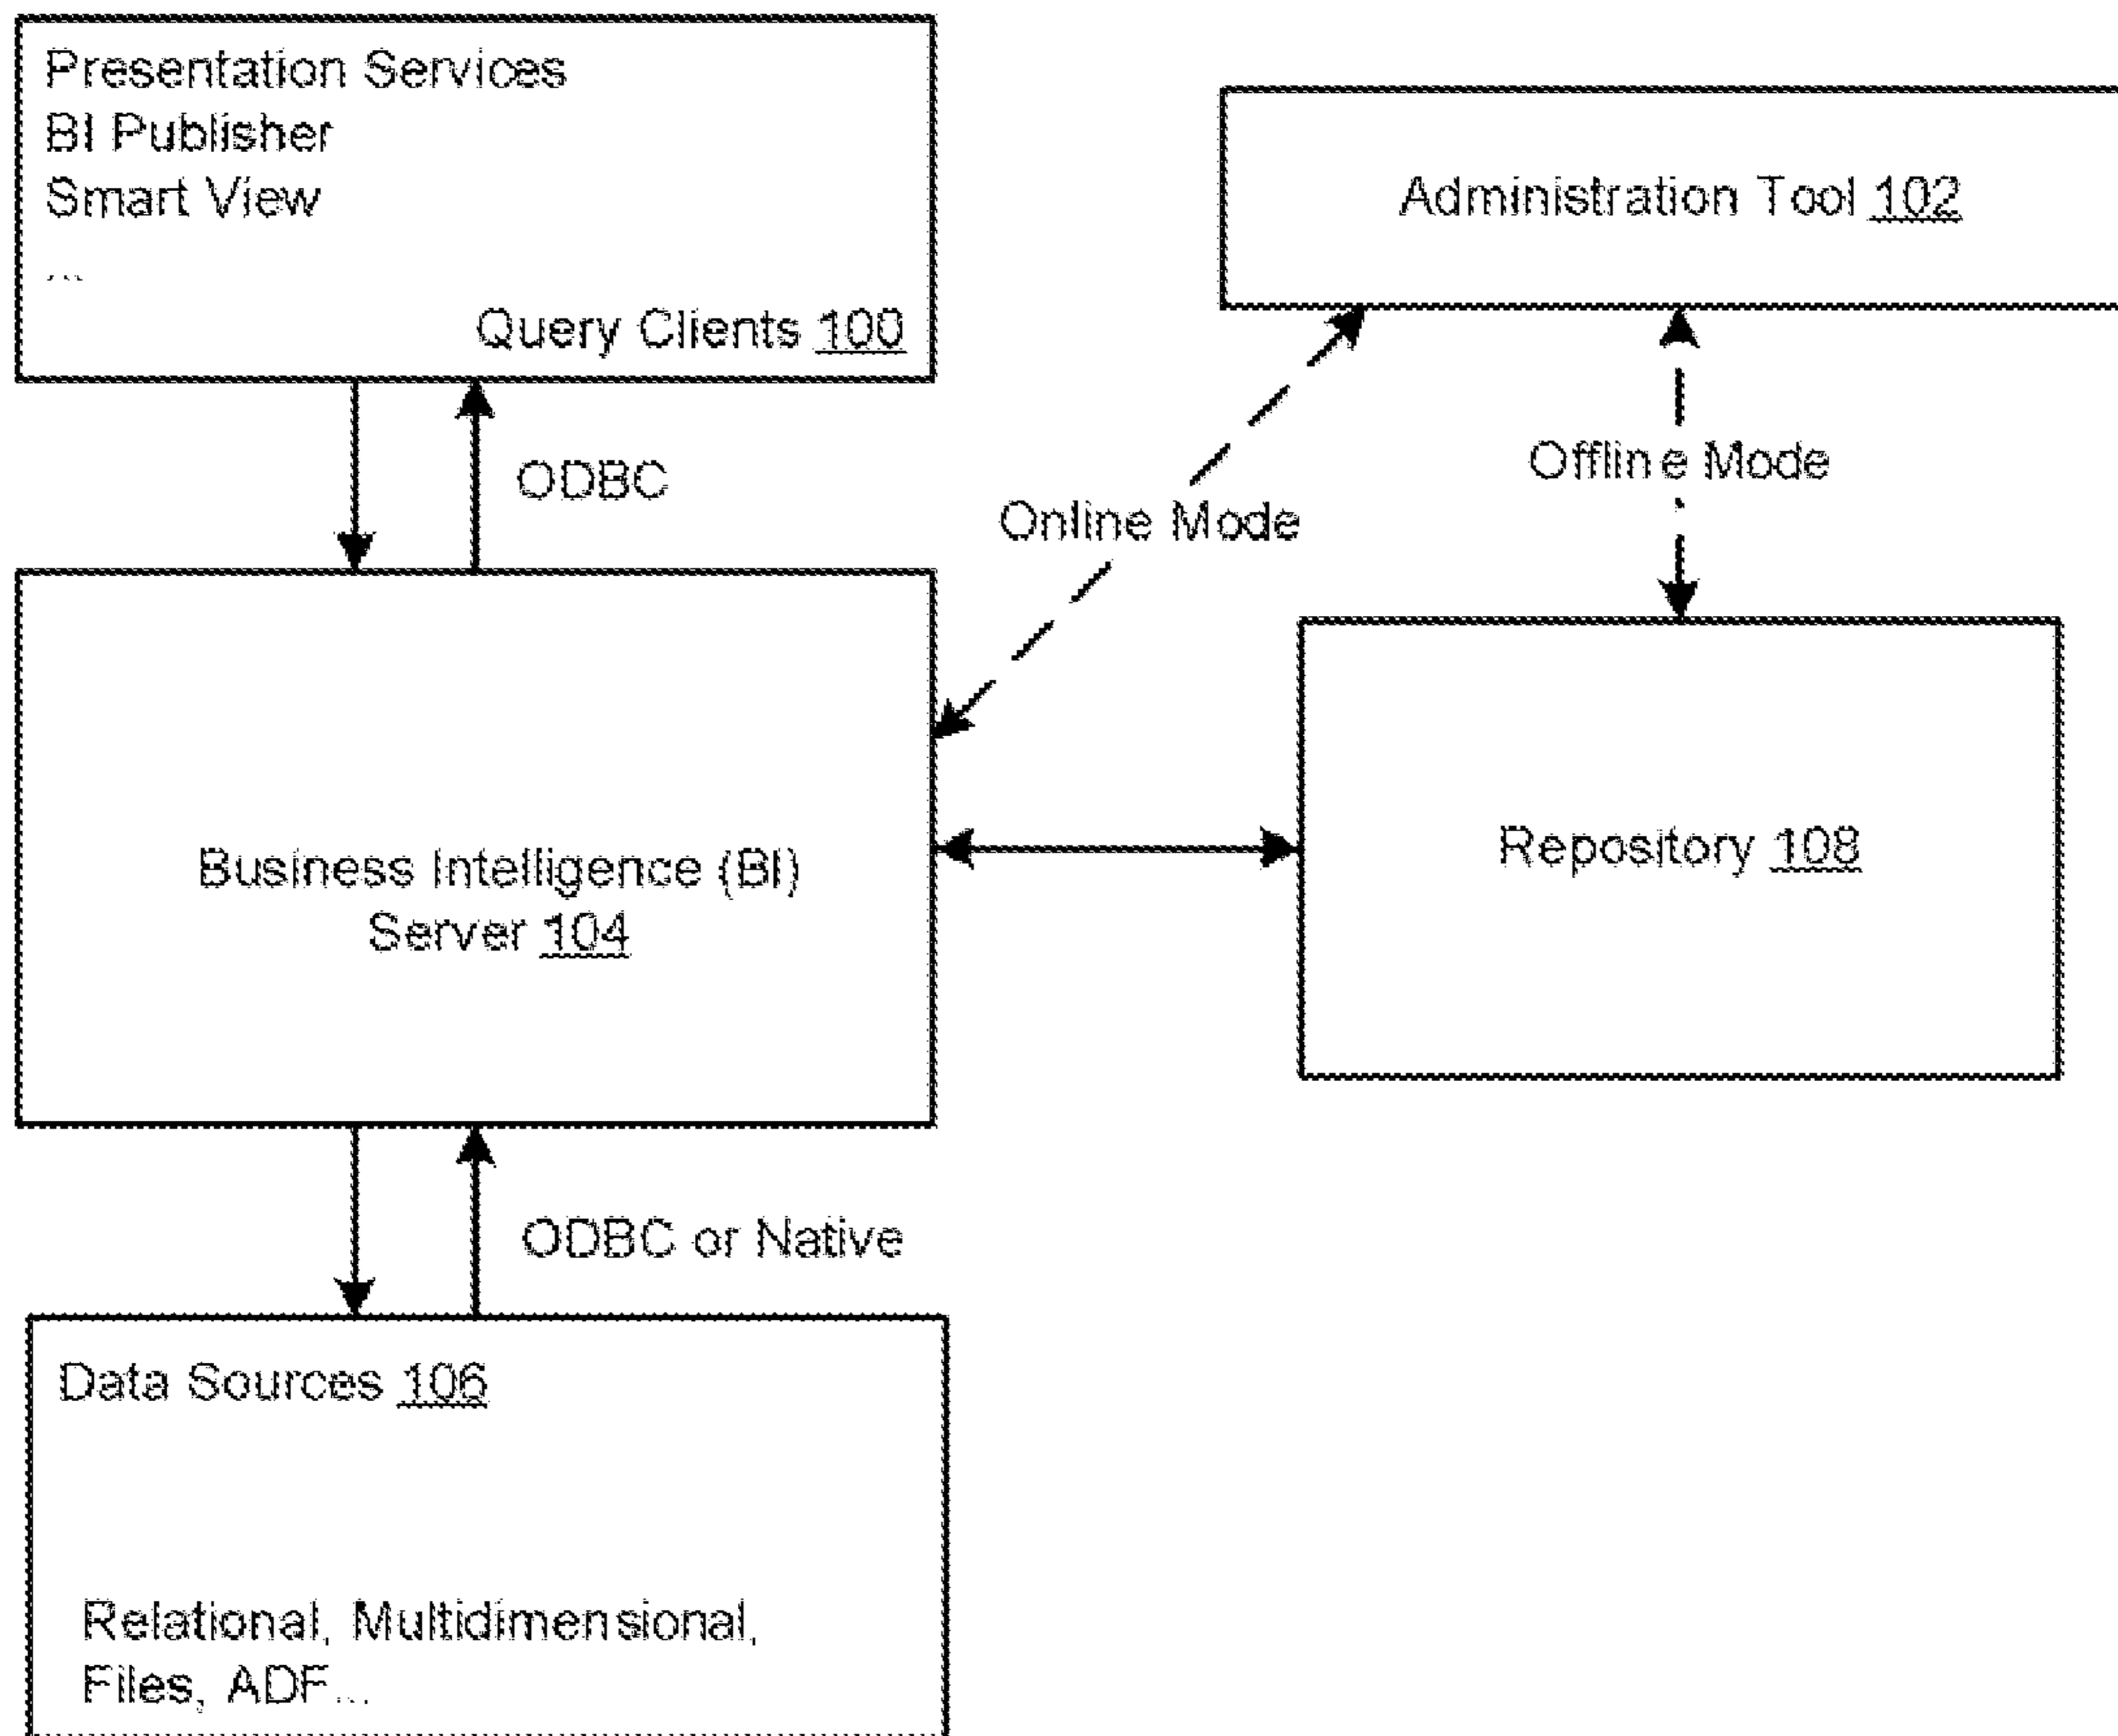 Presentation Services
BI Publisher
Smart View
...
Query Clients 100
Administration Tool 102
ODBC
Online Mode
Offline Mode
Business Intelligence (BI)
Server 104
Repository 108
ODBC or Native
Data Sources 106
Relational, Multidimensional,
Files, ADF...